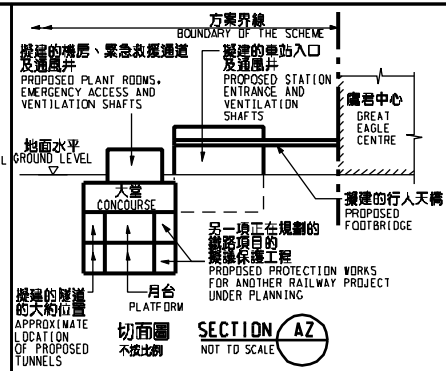 方案界線
BOUNDARY OF THE SCHEME
擬建的機房、緊急救援通道
及通風井
PROPOSED PLANT ROOMS,
EMERGENCY ACCESS AND
VENTILATION SHAFTS
擬建的車站入口
及通風井
PROPOSED STATION
ENTRANCE AND
VENTILATION
SHAFTS
鷹君中心
GREAT
EAGLE
CENTRE
地面水平
GROUND LEVEL
L
大堂
CONCOURSE
擬建的行人天橋
PROPOSED
FOOTBRIDGE
另一項正在規劃的
鐵路項目的
擬議保護工程
PROPOSED PROTECTION WORKS
FOR ANOTHER RAILWAY PROJECT
UNDER PLANNING
擬建的隧道
的大約位置
APPROXIMATE
LOCATION
OF PROPOSED
TUNNELS
月台
PLATFORM
切面圖
不按比例
SECTION AZ
NOT TO SCALE